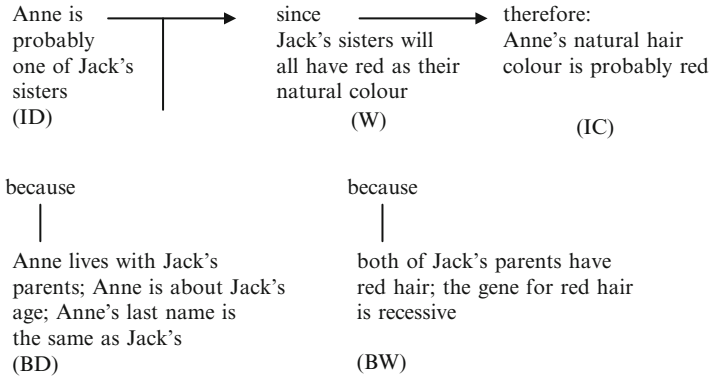 Anne is
probably
one of Jack's
sisters
(ID)
since
Jack's sisters will
all have red as their
natural colour
(W)
therefore:
Anne's natural hair
colour is probably red
(IC)
because
Anne lives with Jack's
parents; Anne is about Jack's
age; Anne's last name is
the same as Jack's
(BD)
because
both of Jack's parents have
red hair; the gene for red hair
is recessive
(BW)